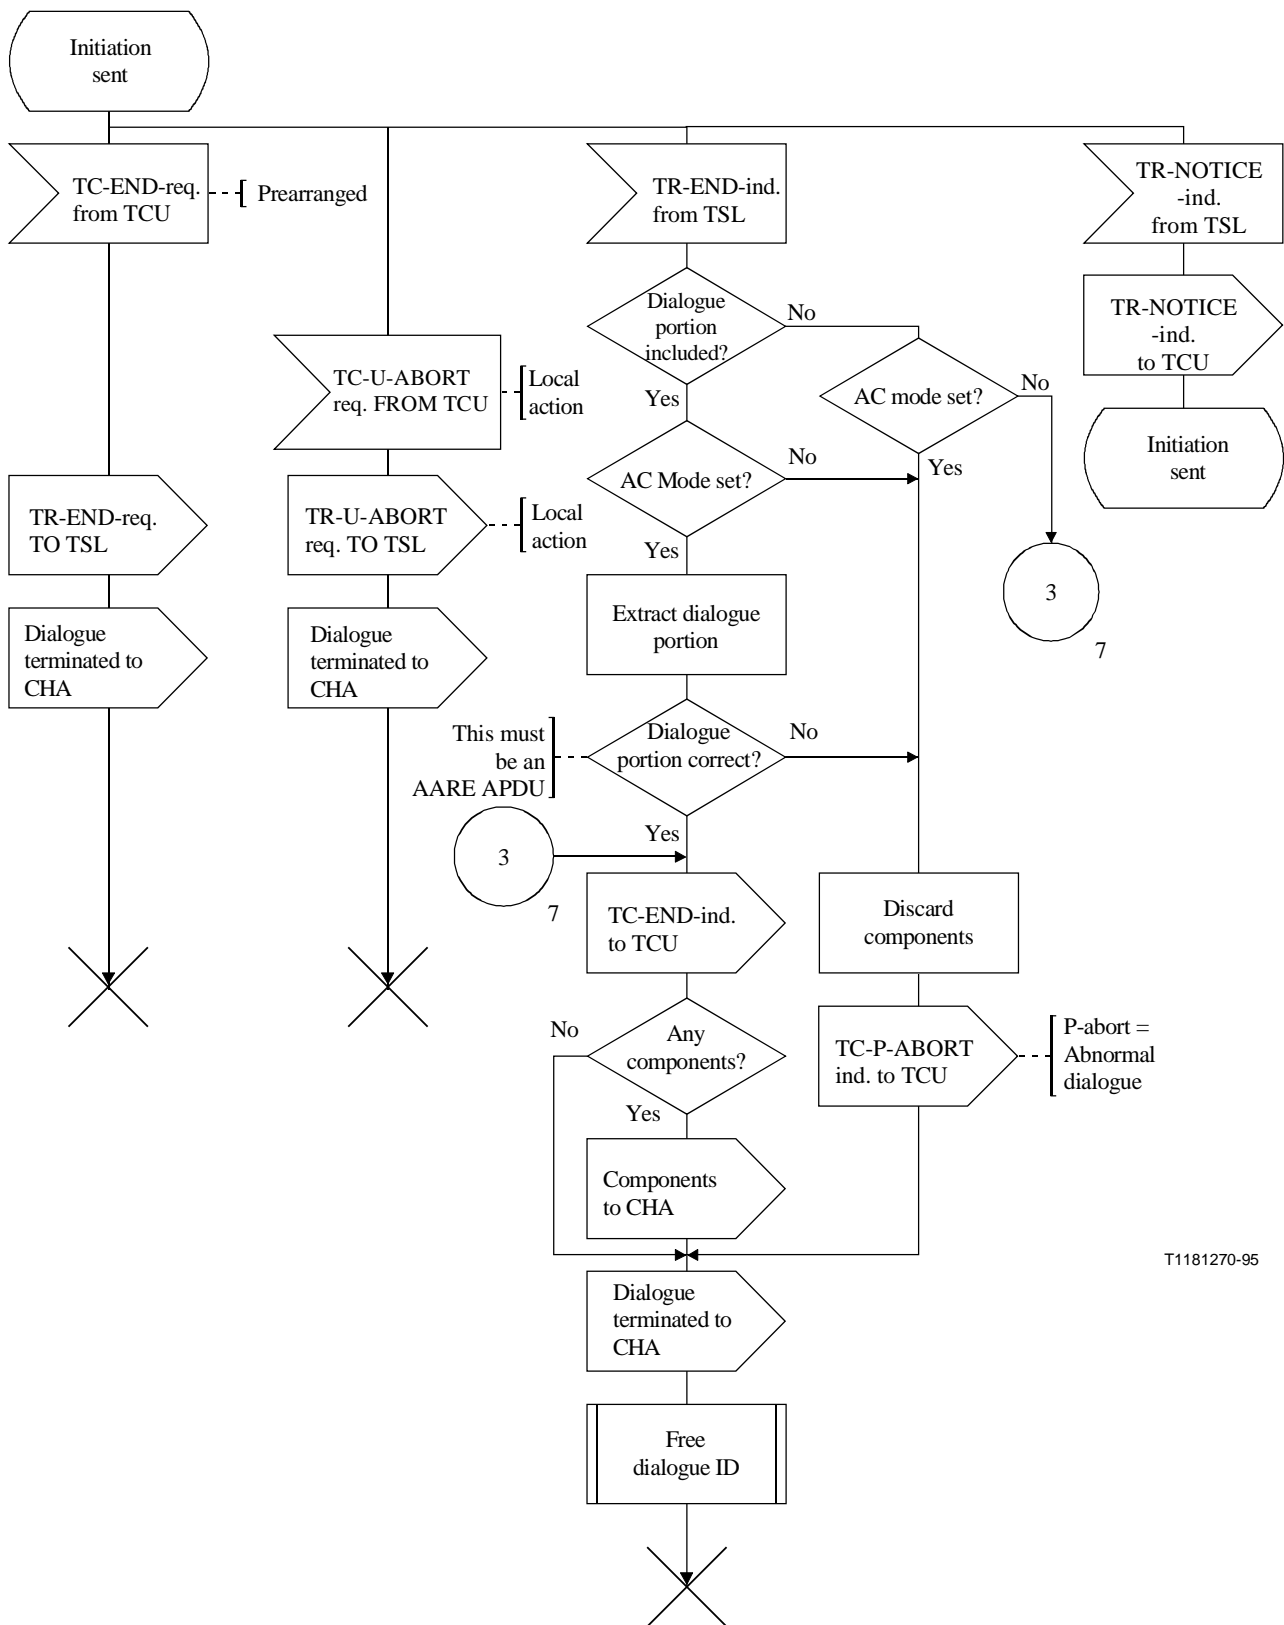 Initiation
sent
TC-END-req.
from TCU
Prearranged
TR-END-req.
TO TSL
Dialogue
terminated to
CHA
TC-U-ABORT
req. FROM TCU
Local
action
TR-U-ABORT
req. TO TSL
Local
action
Dialogue
terminated to
CHA
TR-END-ind.
from TSL
Dialogue
portion
included?
No
Yes
AC Mode set?
No
Yes
Extract dialogue
portion
This must
be an
AARE APDU
Dialogue
portion correct?
No
Yes
3
7
TC-END-ind.
to TCU
Any
components?
No
Yes
Components
to CHA
Dialogue
terminated to
CHA
Free
dialogue ID
AC mode set?
No
Yes
3
7
Discard
components
TC-P-ABORT
ind. to TCU
P-abort =
Abnormal
dialogue
TR-NOTICE
-ind.
from TSL
TR-NOTICE
-ind.
to TCU
Initiation
sent
T1181270-95